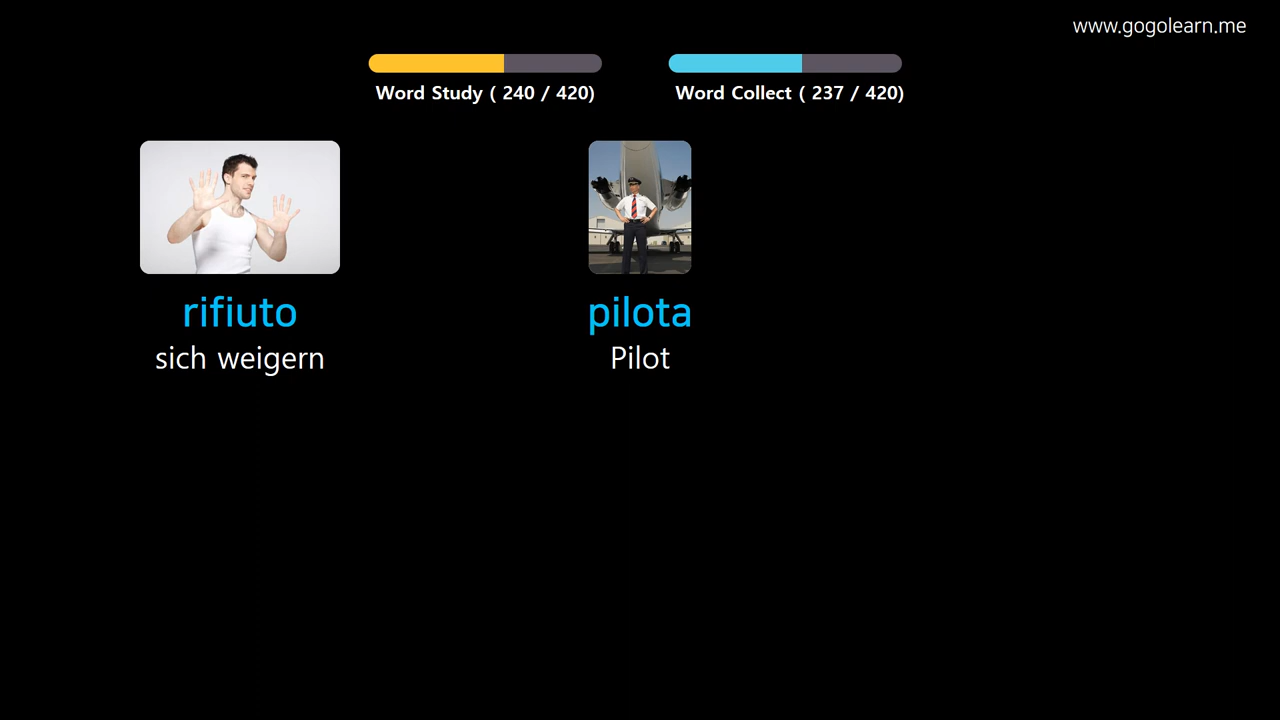 www.gogolearn.me
Word Study ( 240 / 420)
Word Collect ( 237 / 420)
rifiuto
sich weigern
pilota
Pilot